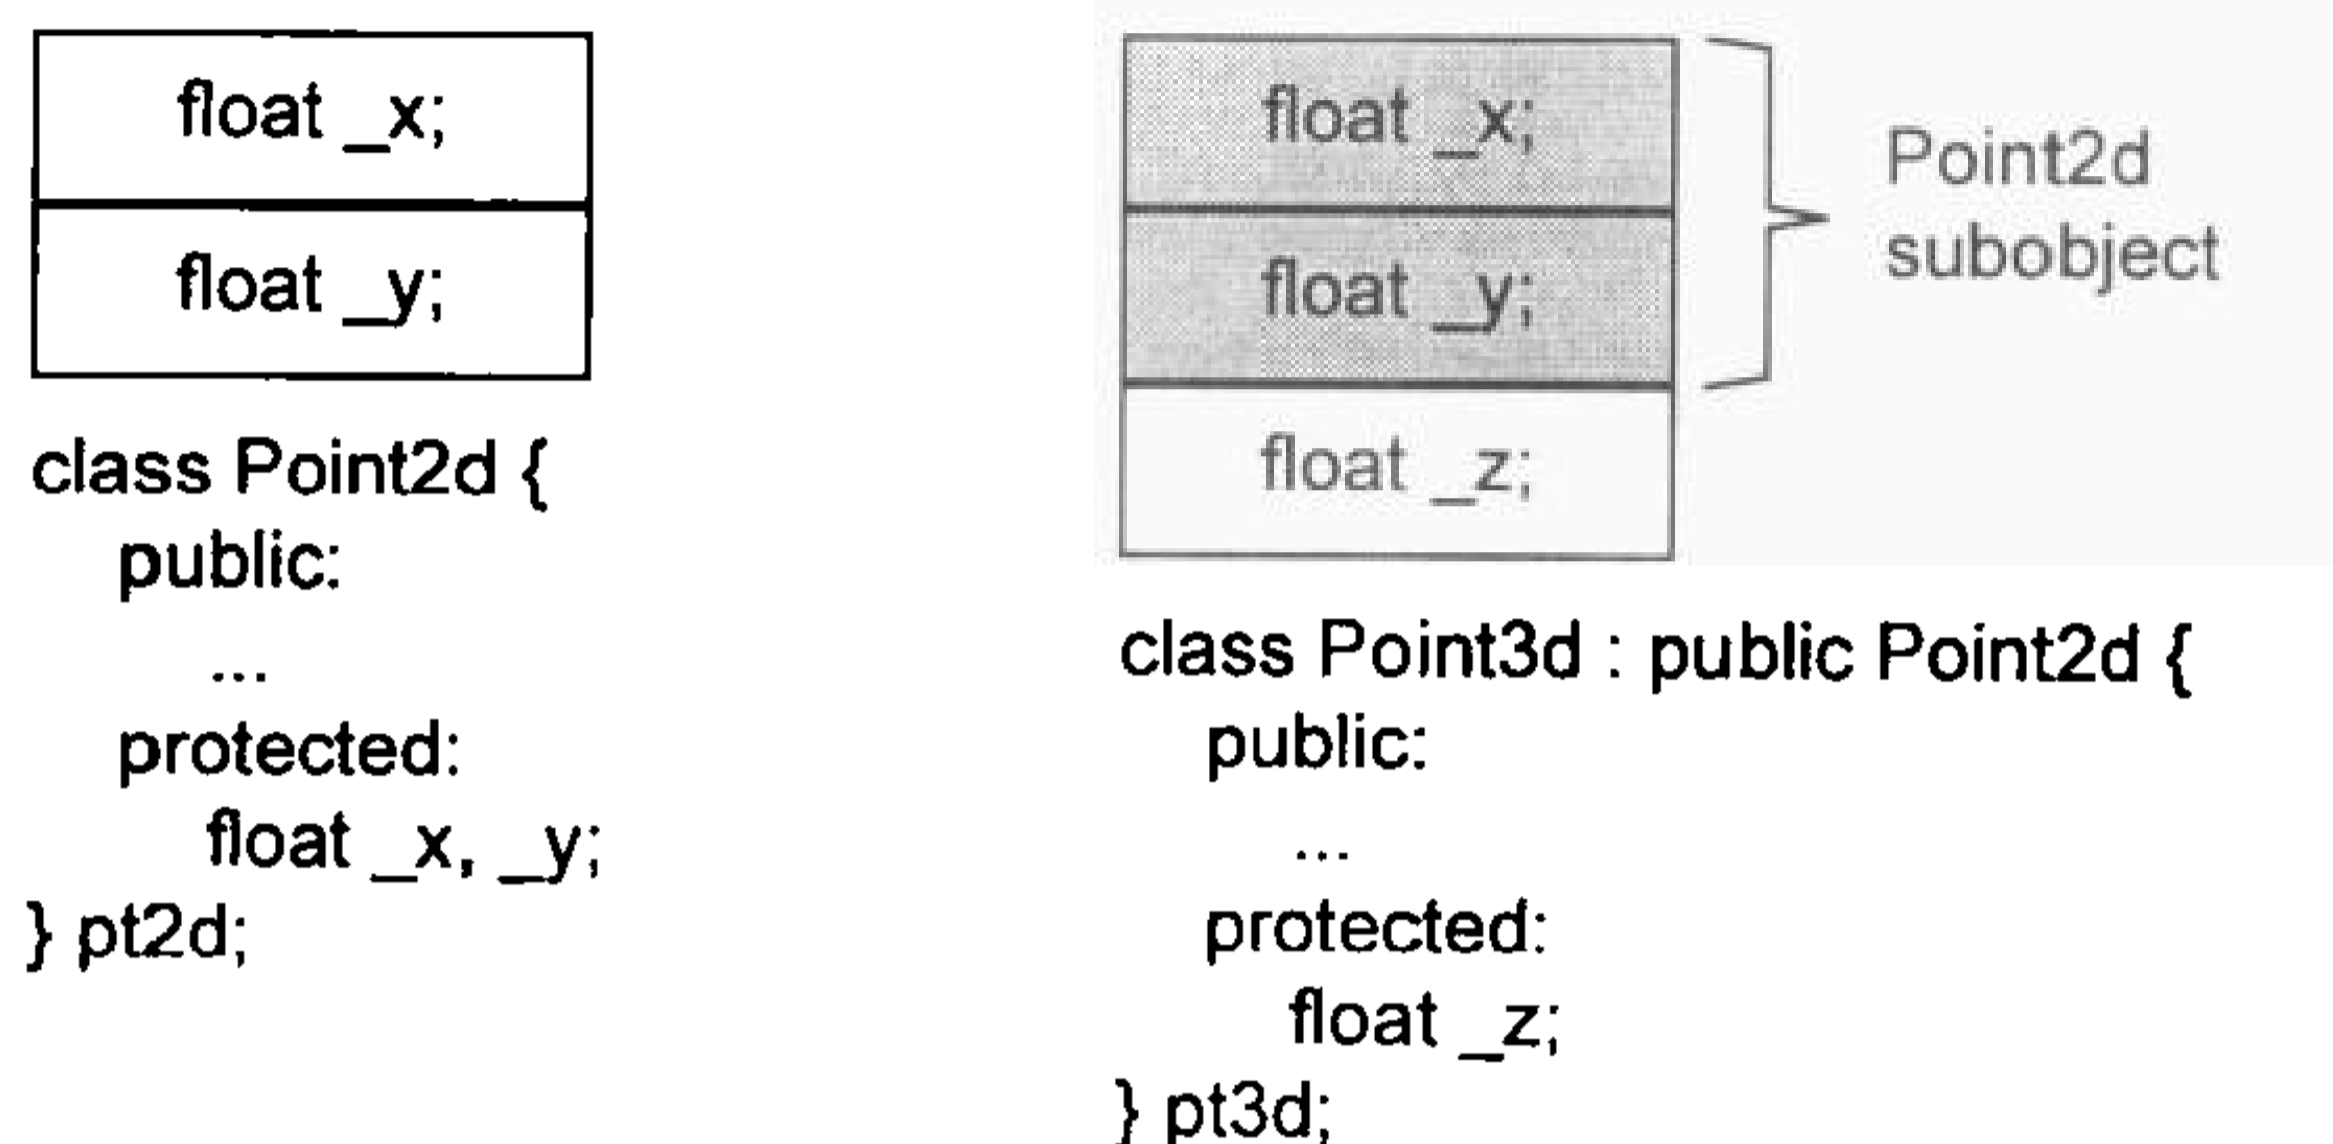 float _x;
float _y;
class Point2d {
public:
...
protected:
float _x, _y;
} pt2d;
float _x;
float _y;
float _z;
Point2d
subobject
class Point3d : public Point2d {
public:
...
protected:
float _z;
} pt3d;